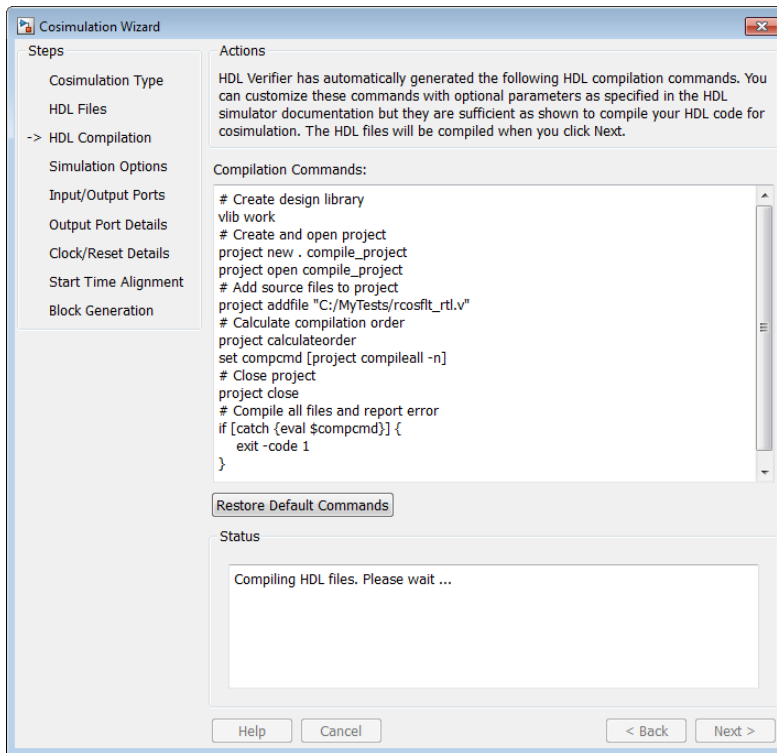 Cosimulation Wizard
Steps
Cosimulation Type
HDL Files
-> HDL Compilation
Simulation Options
Input/Output Ports
Output Port Details
Clock/Reset Details
Start Time Alignment
Block Generation
Actions
HDL Verifier has automatically generated the following HDL compilation commands. You
can customize these commands with optional parameters as specified in the HDL
simulator documentation but they are sufficient as shown to compile your HDL code for
cosimulation. The HDL files will be compiled when you click Next.
Compilation Commands:
# Create design library
vlib work
# Create and open project
project new . compile_project
project open compile_project
# Add source files to project
project addfile "C:/MyTests/rcosflt_rtl.v"
# Calculate compilation order
project calculateorder
set compcmd [project compileall -n]
# Close project
project close
# Compile all files and report error
if [catch {eval $compcmd}] {
exit -code 1
}
Restore Default Commands
Status
Compiling HDL files. Please wait ...
Help Cancel < Back Next >